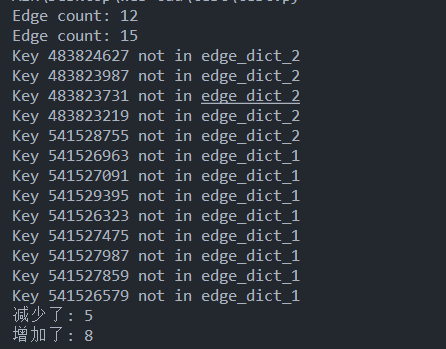 Edge count: 12
Edge count: 15
Key 483824627 not in edge_dict_2
Key 483823987 not in edge_dict_2
Key 483823731 not in edge_dict_2
Key 483823219 not in edge_dict_2
Key 541528755 not in edge_dict_2
Key 541526963 not in edge_dict_1
Key 541527091 not in edge_dict_1
Key 541529395 not in edge_dict_1
Key 541526323 not in edge_dict_1
Key 541527475 not in edge_dict_1
Key 541527987 not in edge_dict_1
Key 541527859 not in edge_dict_1
Key 541526579 not in edge_dict_1
减少了: 5
增加了: 8